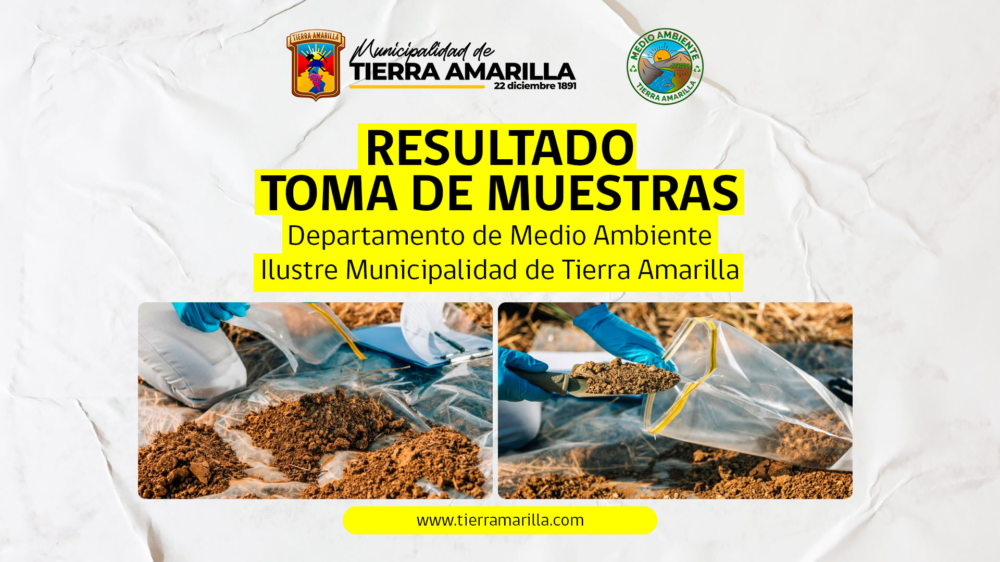 TIERRA AMARILLA
Municipalidad de
TIERRA AMARILLA
22 diciembre 1891
MEDIO AMBIENTE
TIERRA AMARILLA
RESULTADO
TOMA DE MUESTRAS
Departamento de Medio Ambiente
Ilustre Municipalidad de Tierra Amarilla
www.tierramarilla.com